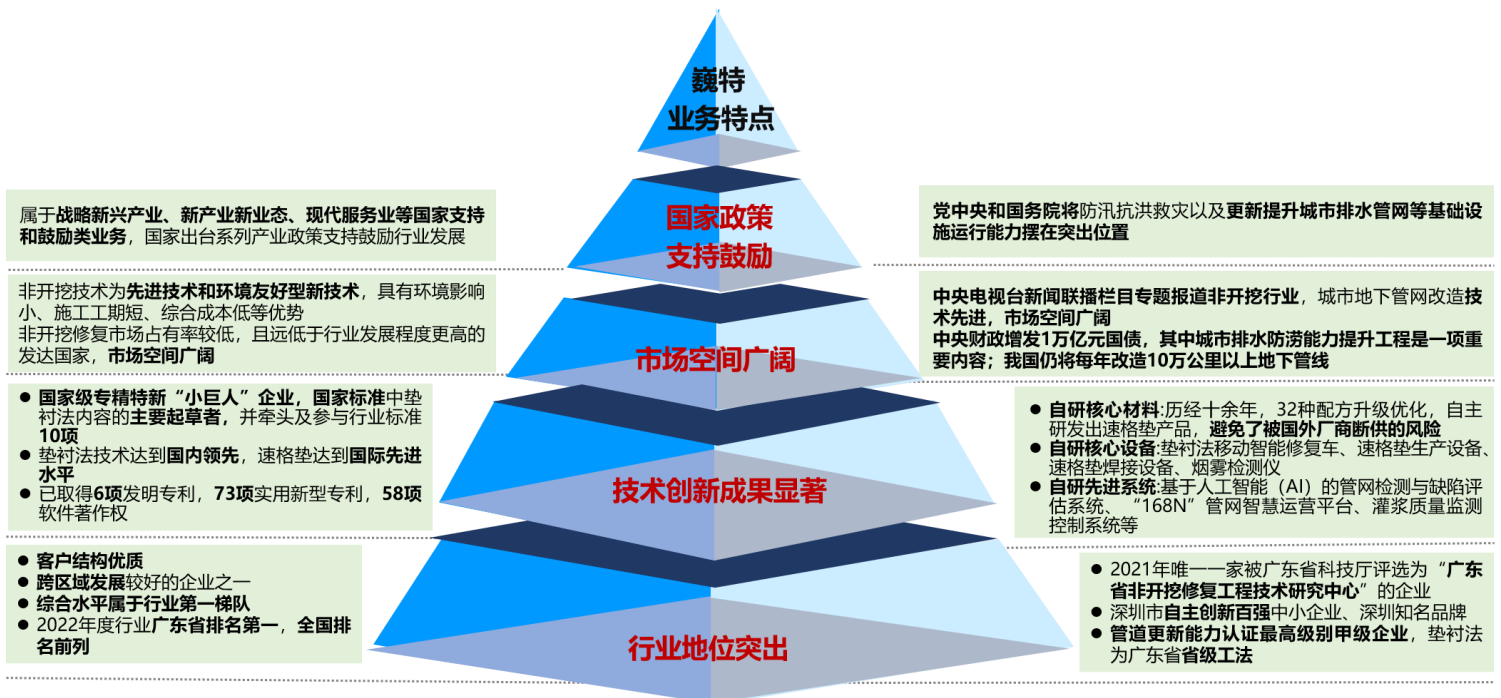 巍特
业务特点
国家政策
支持鼓励
属于战略新兴产业、新产业新业态、现代服务业等国家支持
和鼓励类业务，国家出台系列产业政策支持鼓励行业发展
党中央和国务院将防汛抗洪救灾以及更新提升城市排水管网等基础设
施运行能力摆在突出位置
市场空间广阔
非开挖技术为先进技术和环境友好型新技术，具有环境影响
小、施工工期短、综合成本低等优势
非开挖修复市场占有率较低，且远低于行业发展程度更高的
发达国家，市场空间广阔
中央电视台新闻联播栏目专题报道非开挖行业，城市地下管网改造技
术先进，市场空间广阔
中央财政增发1万亿元国债，其中城市排水防涝能力提升工程是一项重
要内容；我国仍将每年改造10万公里以上地下管线
技术创新成果显著
● 国家级专精特新“小巨人”企业，国家标准中垫
衬法内容的主要起草者，并牵头及参与行业标准
10项
● 垫衬法技术达到国内领先，速格垫达到国际先进
水平
● 已取得6项发明专利，73项实用新型专利，58项
软件著作权
● 自研核心材料:历经十余年，32种配方升级优化，自主
研发出速格垫产品，避免了被国外厂商断供的风险
● 自研核心设备:垫衬法移动智能修复车、速格垫生产设备、
速格垫焊接设备、烟雾检测仪
● 自研先进系统:基于人工智能（AI）的管网检测与缺陷评
估系统、“168N”管网智慧运营平台、灌浆质量监测
控制系统等
行业地位突出
● 客户结构优质
● 跨区域发展较好的企业之一
● 综合水平属于行业第一梯队
● 2022年度行业广东省排名第一，全国排
名前列
● 2021年唯一一家被广东省科技厅评选为“广东
省非开挖修复工程技术研究中心”的企业
● 深圳市自主创新百强中小企业、深圳知名品牌
● 管道更新能力认证最高级别甲级企业，垫衬法
为广东省省级工法